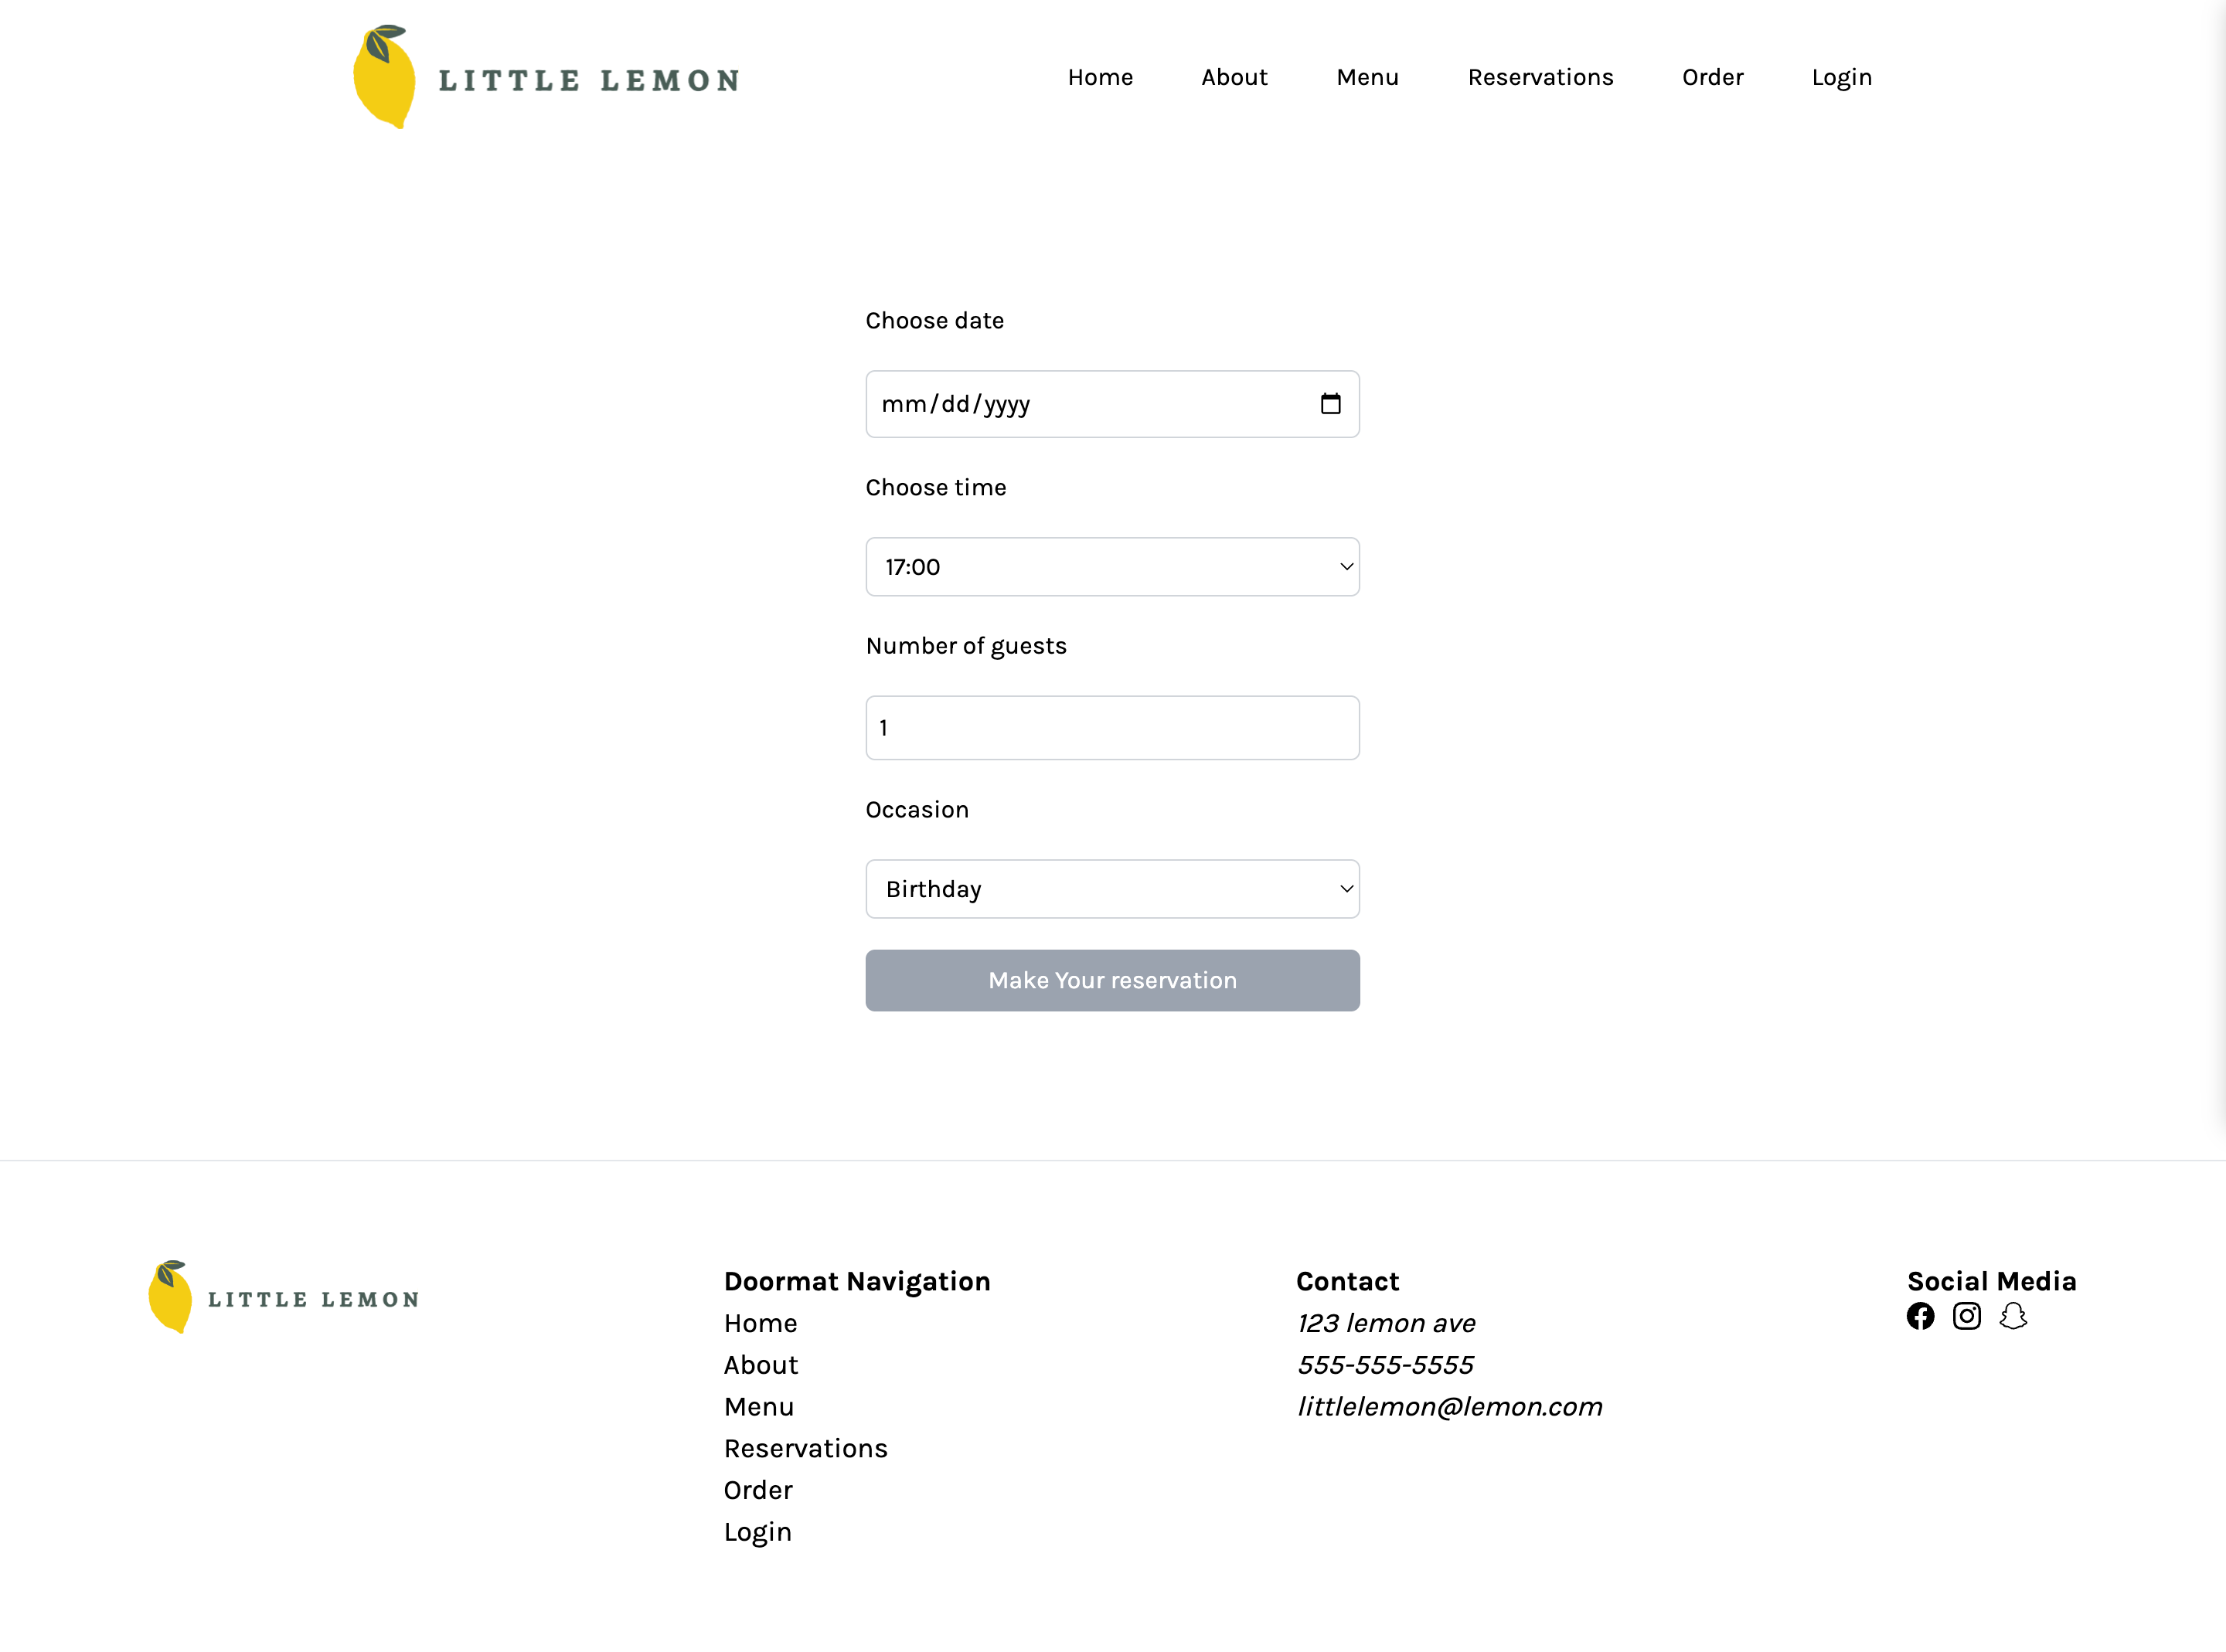 LITTLE LEMON
Home About Menu Reservations Order Login
Choose date
mm/dd/yyyy
Choose time
17:00
Number of guests
1
Occasion
Birthday
Make Your reservation
LITTLE LEMON
Doormat Navigation
Home
About
Menu
Reservations
Order
Login
Contact
123 lemon ave
555-555-5555
littlelemon@lemon.com
Social Media